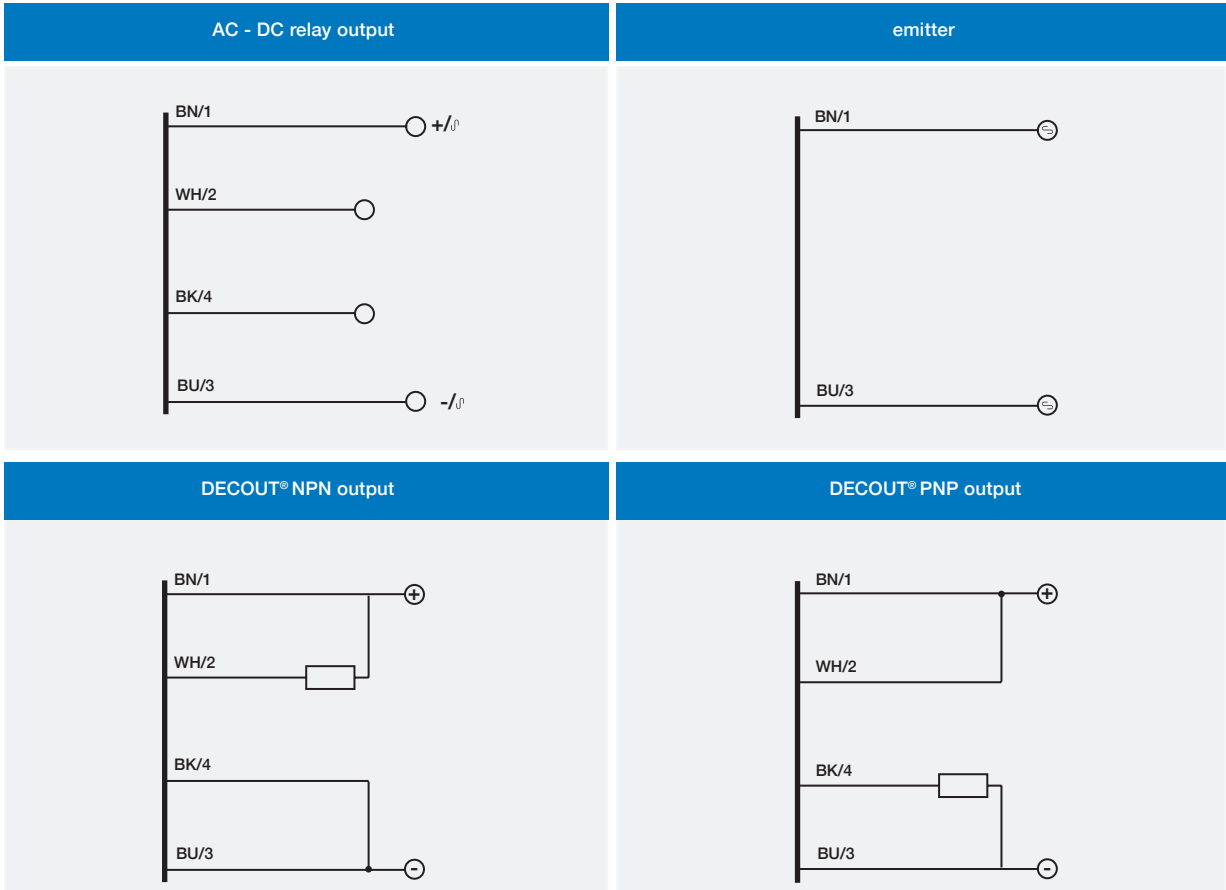 AC - DC relay output
emitter
BN/1
+/∿
WH/2
BK/4
BU/3
-/∿
BN/1
∿
BU/3
∿
DECOUT® NPN output
DECOUT® PNP output
BN/1
+
WH/2
BK/4
BU/3
-
BN/1
+
WH/2
BK/4
BU/3
-